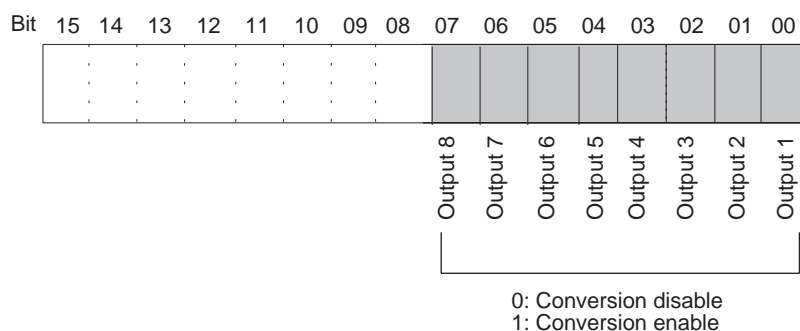 Bit 15 14 13 12 11 10 09 08 07 06 05 04 03 02 01 00
Output 8
Output 7
Output 6
Output 5
Output 4
Output 3
Output 2
Output 1
0: Conversion disable
1: Conversion enable